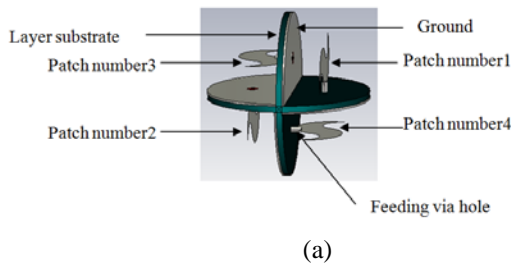 Layer substrate
Ground
Patch number3
Patch number1
Patch number2
Patch number4
Feeding via hole
(a)